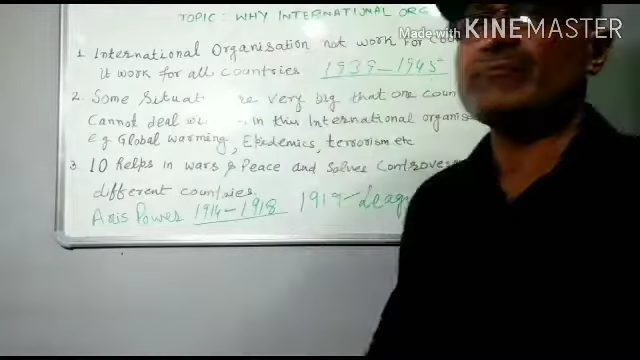 Made with KINEMASTER
TOPIC: WHY INTERNATIONAL ORG
1. International Organisation not work for
it work for all countries 1939-1945
2. Some Situat re very big that one coun
Cannot deal wi in this International organis
e.g Global warming, Epidemics, terrorism etc
3. IO helps in wars & Peace and Solves Controve
different countries.
Axis Power 1914-1918 1919-Leag